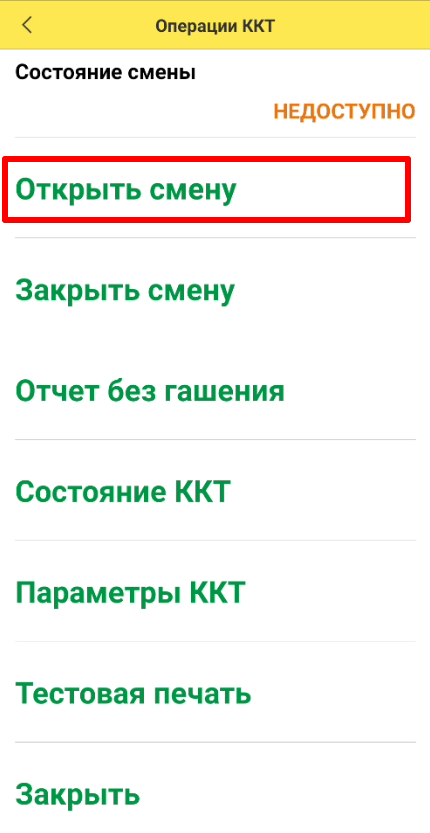 Операции ККТ
Состояние смены
НЕДОСТУПНО
Открыть смену
Закрыть смену
Отчет без гашения
Состояние ККТ
Параметры ККТ
Тестовая печать
Закрыть